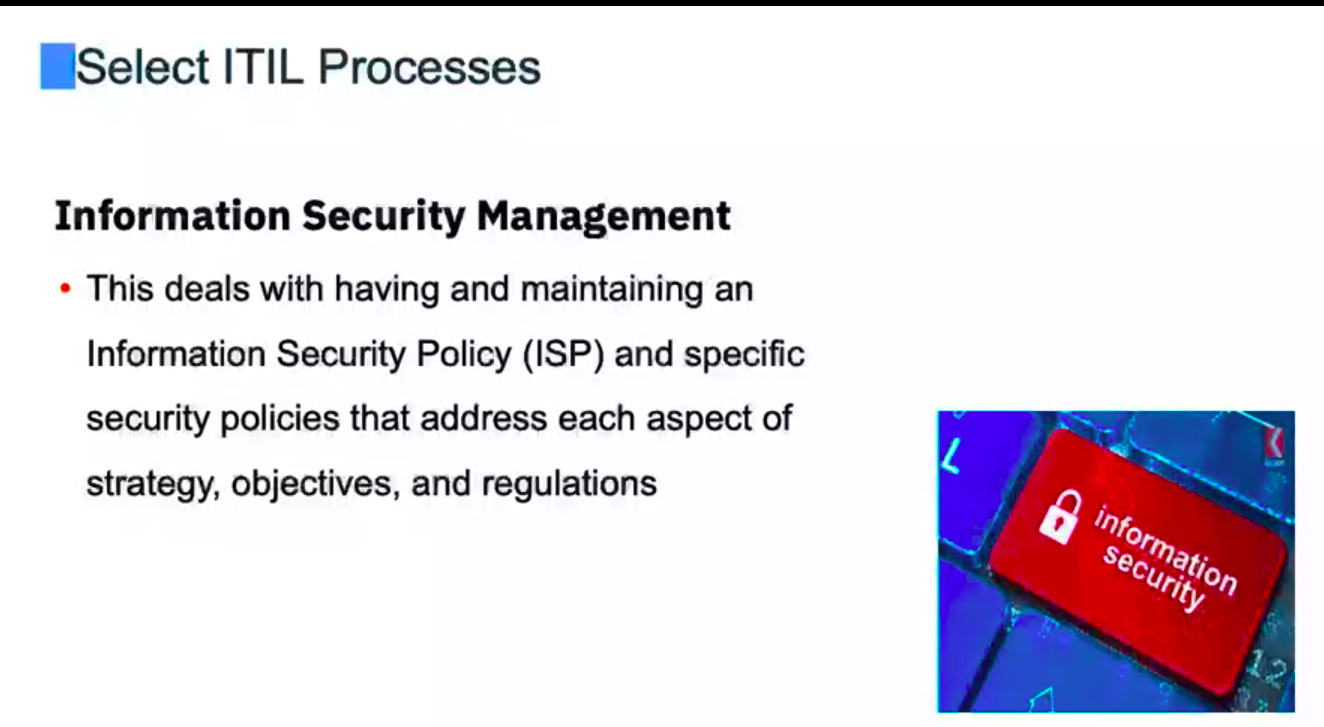 Select ITIL Processes
Information Security Management
• This deals with having and maintaining an
Information Security Policy (ISP) and specific
security policies that address each aspect of
strategy, objectives, and regulations
L
information
security
12